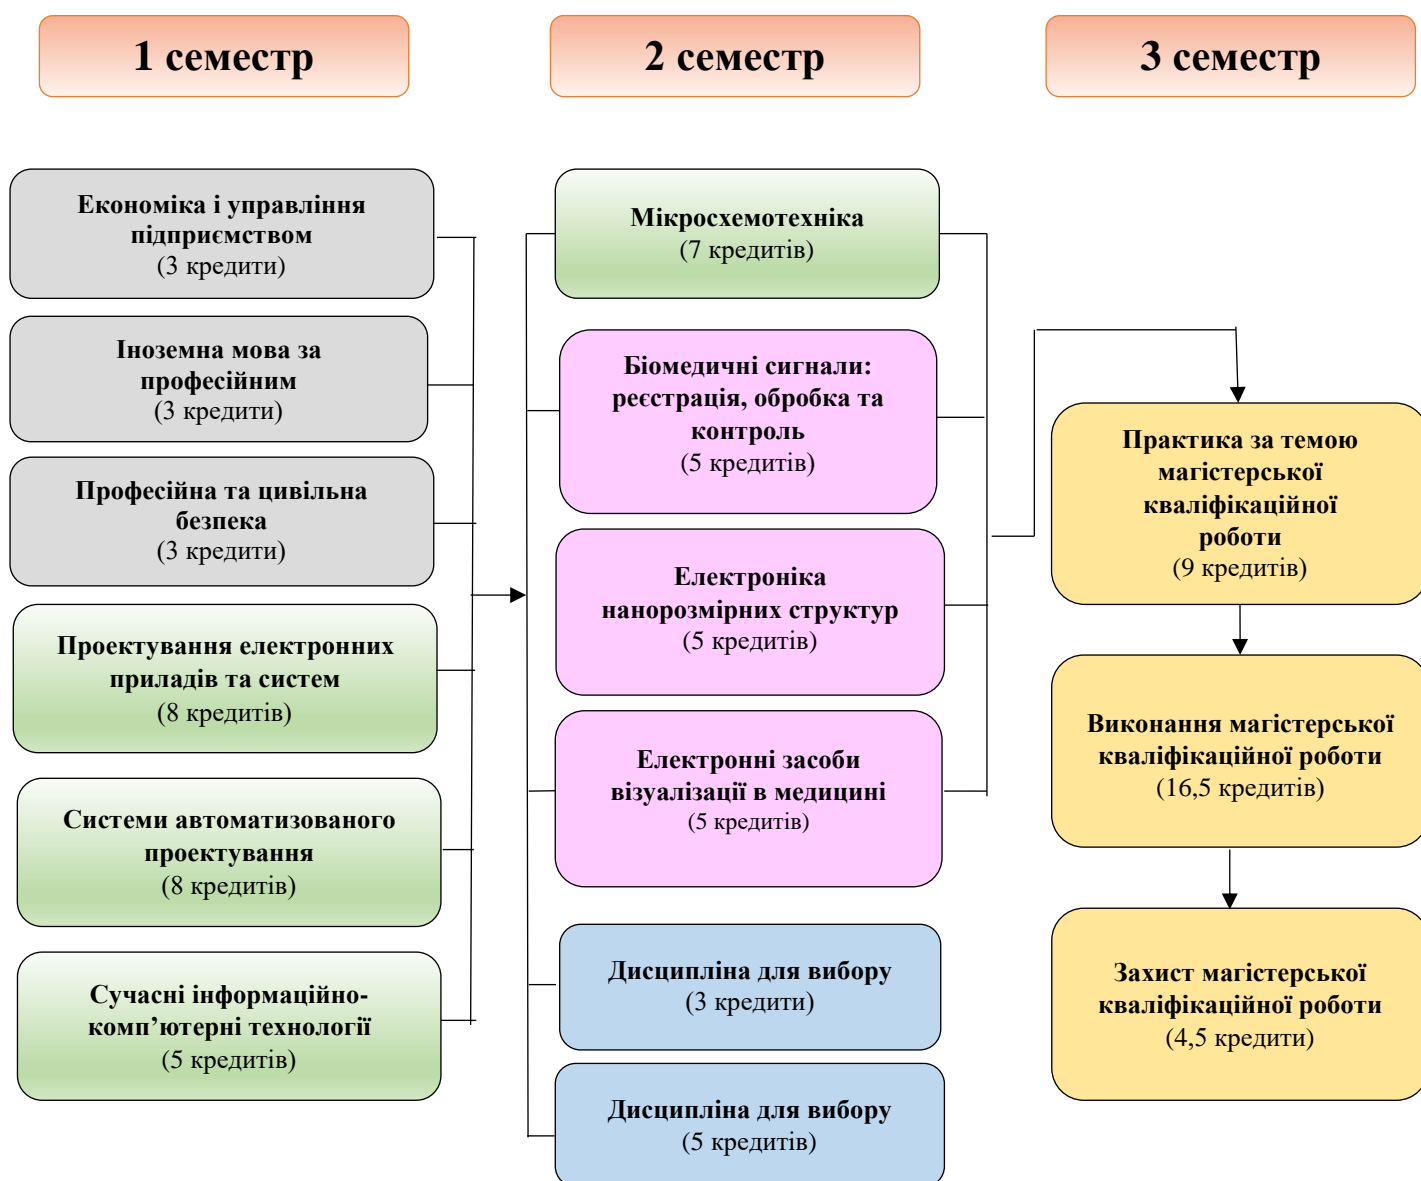 1 семестр
2 семестр
3 семестр
Економіка і управління
підприємством
(3 кредити)
Іноземна мова за
професійним
(3 кредити)
Професійна та цивільна
безпека
(3 кредити)
Проектування електронних
приладів та систем
(8 кредитів)
Системи автоматизованого
проектування
(8 кредитів)
Сучасні інформаційно-
комп’ютерні технології
(5 кредитів)
Мікросхемотехніка
(7 кредитів)
Біомедичні сигнали:
реєстрація, обробка та
контроль
(5 кредитів)
Електроніка
нанорозмірних структур
(5 кредитів)
Електронні засоби
візуалізації в медицині
(5 кредитів)
Дисципліна для вибору
(3 кредити)
Дисципліна для вибору
(5 кредитів)
Практика за темою
магістерської
кваліфікаційної
роботи
(9 кредитів)
Виконання магістерської
кваліфікаційної роботи
(16,5 кредитів)
Захист магістерської
кваліфікаційної роботи
(4,5 кредити)